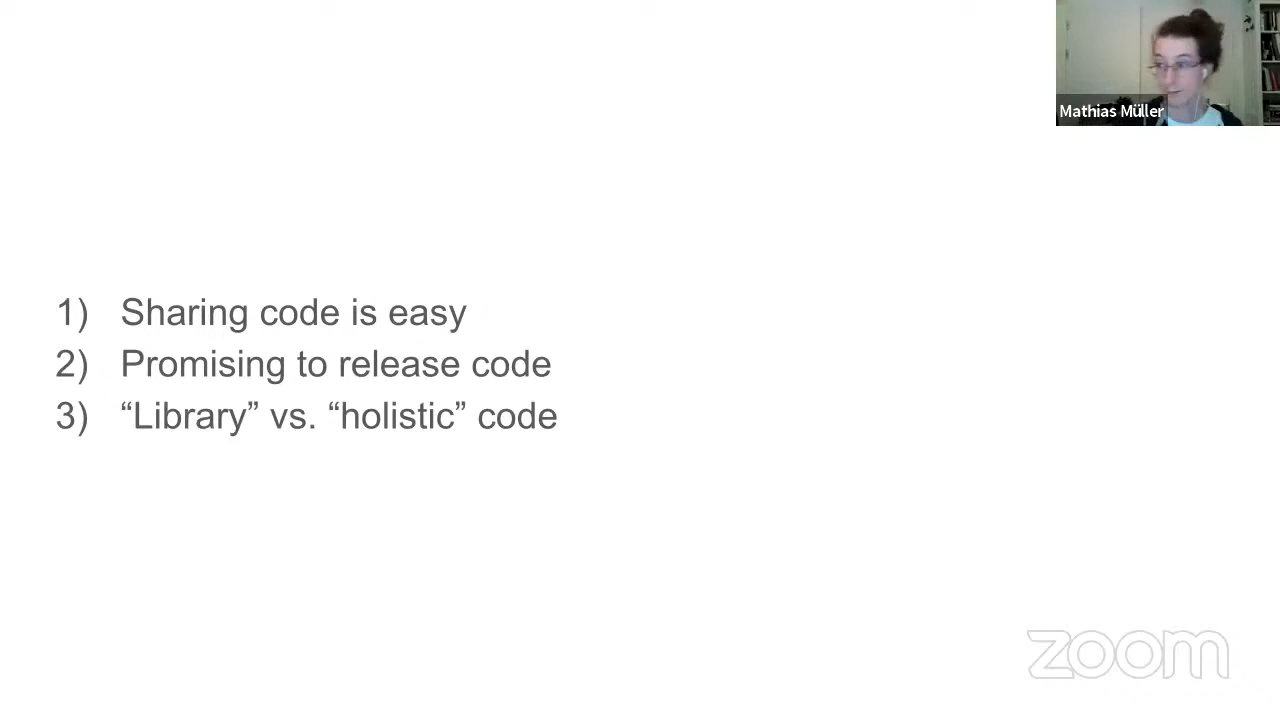 Mathias Müller
1) Sharing code is easy
2) Promising to release code
3) “Library” vs. “holistic” code
zoom